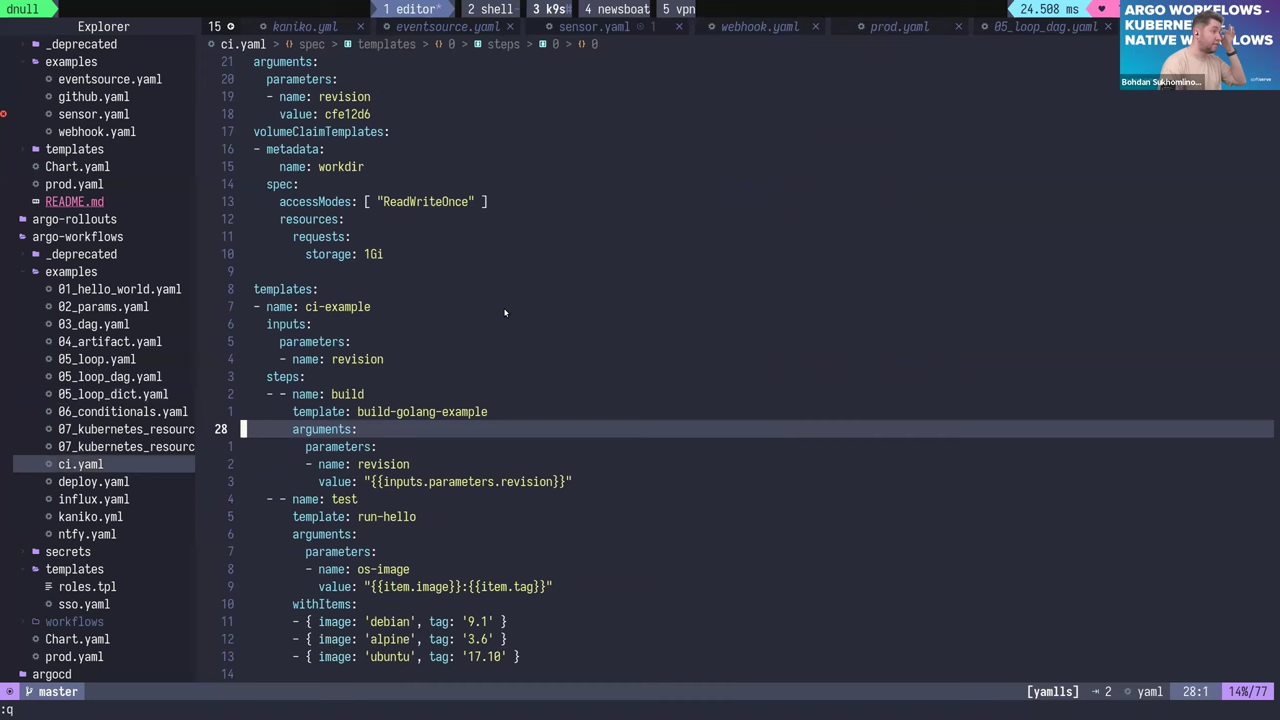 dnull
1 editor* 2 shell 3 k9s 4 newsboat 5 vpn
24.508 ms
ARGO WORKFLOWS -
KUBERNE
NATIVE WORKFLOWS
Bohdan Sukhomlino...
Explorer
_deprecated
examples
eventsource.yaml
github.yaml
sensor.yaml
webhook.yaml
templates
Chart.yaml
prod.yaml
README.md
argo-rollouts
argo-workflows
_deprecated
examples
01_hello_world.yaml
02_params.yaml
03_dag.yaml
04_artifact.yaml
05_loop.yaml
05_loop_dag.yaml
05_loop_dict.yaml
06_conditionals.yaml
07_kubernetes_resourc
07_kubernetes_resourc
ci.yaml
deploy.yaml
influx.yaml
kaniko.yml
ntfy.yaml
secrets
templates
roles.tpl
sso.yaml
workflows
Chart.yaml
prod.yaml
argocd
15 kaniko.yml × eventsource.yaml × sensor.yaml 1 × webhook.yaml × prod.yaml × 05_loop_dag.yaml ×
ci.yaml > {} spec > templates > {} 0 > steps > 0 > {} 0
21 arguments:
20 parameters:
19 - name: revision
18 value: cfe12d6
17 volumeClaimTemplates:
16 - metadata:
15 name: workdir
14 spec:
13 accessModes: [ "ReadWriteOnce" ]
12 resources:
11 requests:
10 storage: 1Gi
9
8 templates:
7 - name: ci-example
6 inputs:
5 parameters:
4 - name: revision
3 steps:
2 - - name: build
1 template: build-golang-example
28 arguments:
1 parameters:
2 - name: revision
3 value: "{{inputs.parameters.revision}}"
4 - - name: test
5 template: run-hello
6 arguments:
7 parameters:
8 - name: os-image
9 value: "{{item.image}}:{{item.tag}}"
10 withItems:
11 - { image: 'debian', tag: '9.1' }
12 - { image: 'alpine', tag: '3.6' }
13 - { image: 'ubuntu', tag: '17.10' }
14
master [yamlls] 2 yaml 28:1 14%/77
:q